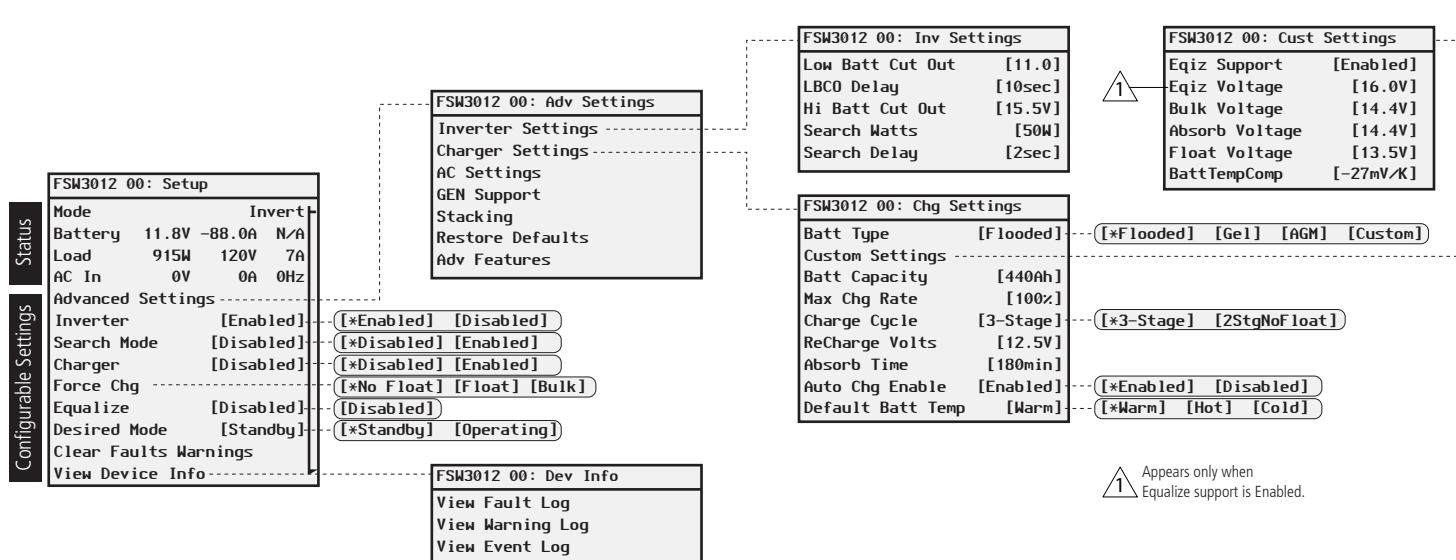 FSW3012 00: Setup
Status
Mode Invert
Battery 11.8V -88.0A N/A
Load 915W 120V 7A
AC In 0V 0A 0Hz
Configurable Settings
Advanced Settings
Inverter [Enabled] [*Enabled] [Disabled]
Search Mode [Disabled] [*Disabled] [Enabled]
Charger [Disabled] [*Disabled] [Enabled]
Force Chg [*No Float] [Float] [Bulk]
Equalize [Disabled] [Disabled]
Desired Mode [Standby] [*Standby] [Operating]
Clear Faults Warnings
View Device Info
FSW3012 00: Adv Settings
Inverter Settings
Charger Settings
AC Settings
GEN Support
Stacking
Restore Defaults
Adv Features
FSW3012 00: Dev Info
View Fault Log
View Warning Log
View Event Log
FSW3012 00: Inv Settings
Low Batt Cut Out [11.0]
LBCO Delay [10sec]
Hi Batt Cut Out [15.5V]
Search Watts [50W]
Search Delay [2sec]
FSW3012 00: Chg Settings
Batt Type [Flooded] [*Flooded] [Gel] [AGM] [Custom]
Custom Settings
Batt Capacity [440Ah]
Max Chg Rate [100%]
Charge Cycle [3-Stage] [*3-Stage] [2StgNoFloat]
ReCharge Volts [12.5V]
Absorb Time [180min]
Auto Chg Enable [Enabled] [*Enabled] [Disabled]
Default Batt Temp [Warm] [*Warm] [Hot] [Cold]
FSW3012 00: Cust Settings
Eqiz Support [Enabled]
1
Eqiz Voltage [16.0V]
Bulk Voltage [14.4V]
Absorb Voltage [14.4V]
Float Voltage [13.5V]
BattTempComp [-27mV/K]
1
Appears only when
Equalize support is Enabled.